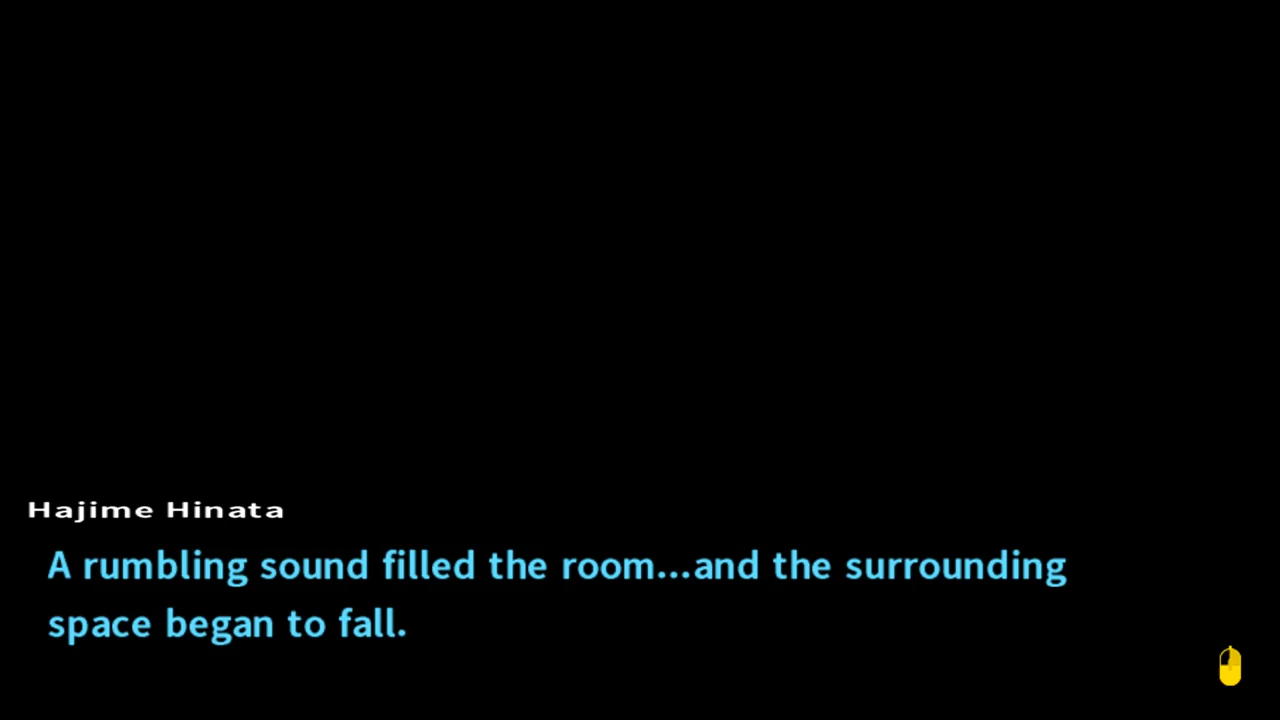 Hajime Hinata
A rumbling sound filled the room...and the surrounding
space began to fall.